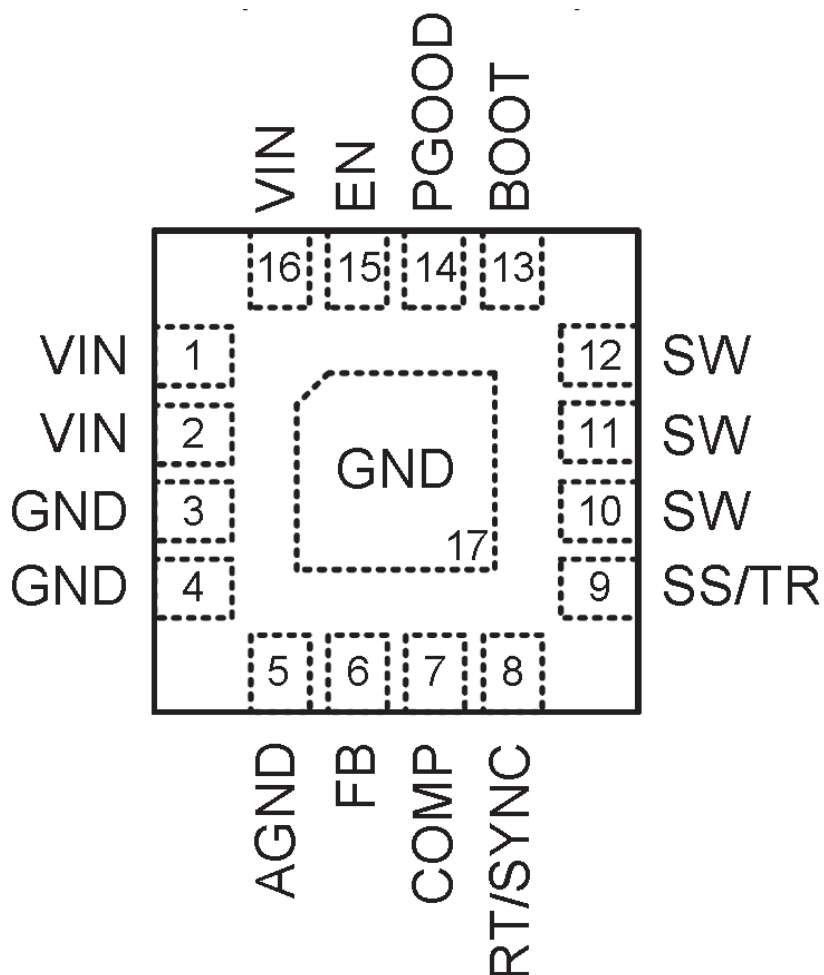 VIN
EN
PGOOD
BOOT
16 15 14 13
VIN 1
VIN 2
GND 3
GND 4
12 SW
11 SW
10 SW
9 SS/TR
GND
17
5 6 7 8
AGND
FB
COMP
RT/SYNC